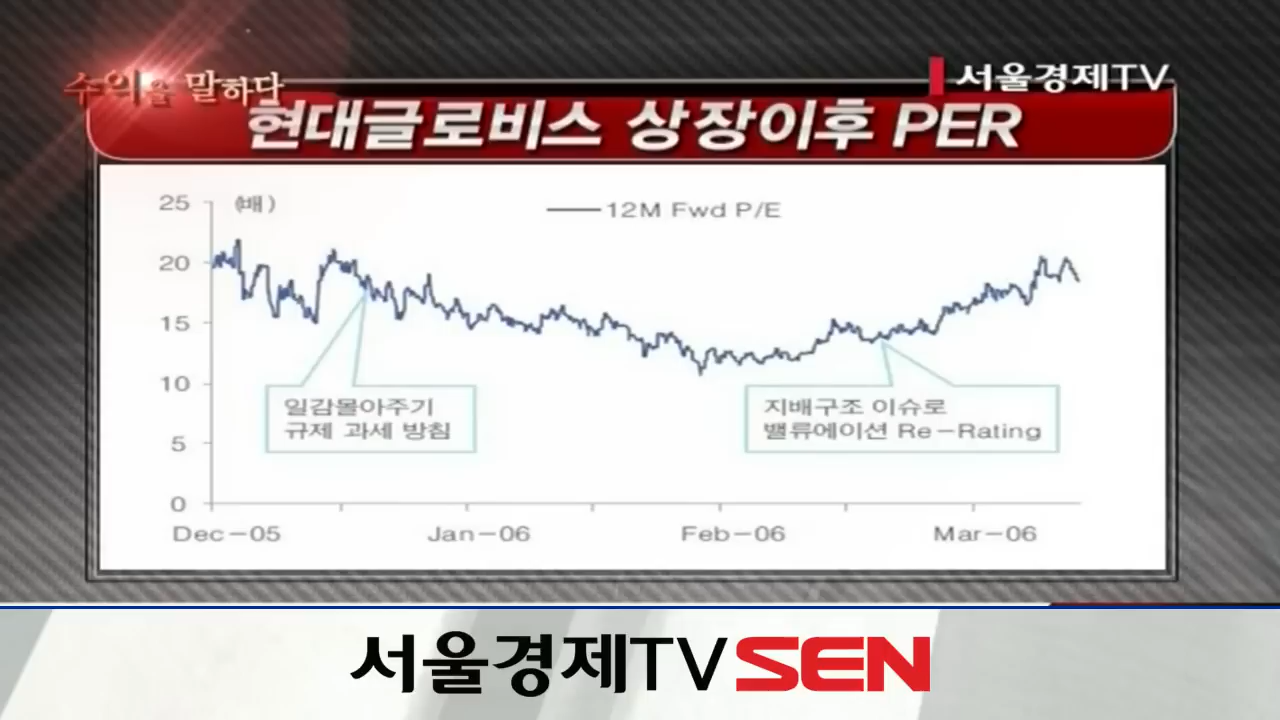 수익을 말하다
서울경제TV
현대글로비스 상장이후 PER
25 (배)
12M Fwd P/E
20
15
10
5
0
일감몰아주기
규제 과세 방침
지배구조 이슈로
밸류에이션 Re-Rating
Dec-05 Jan-06 Feb-06 Mar-06
서울경제TV SEN